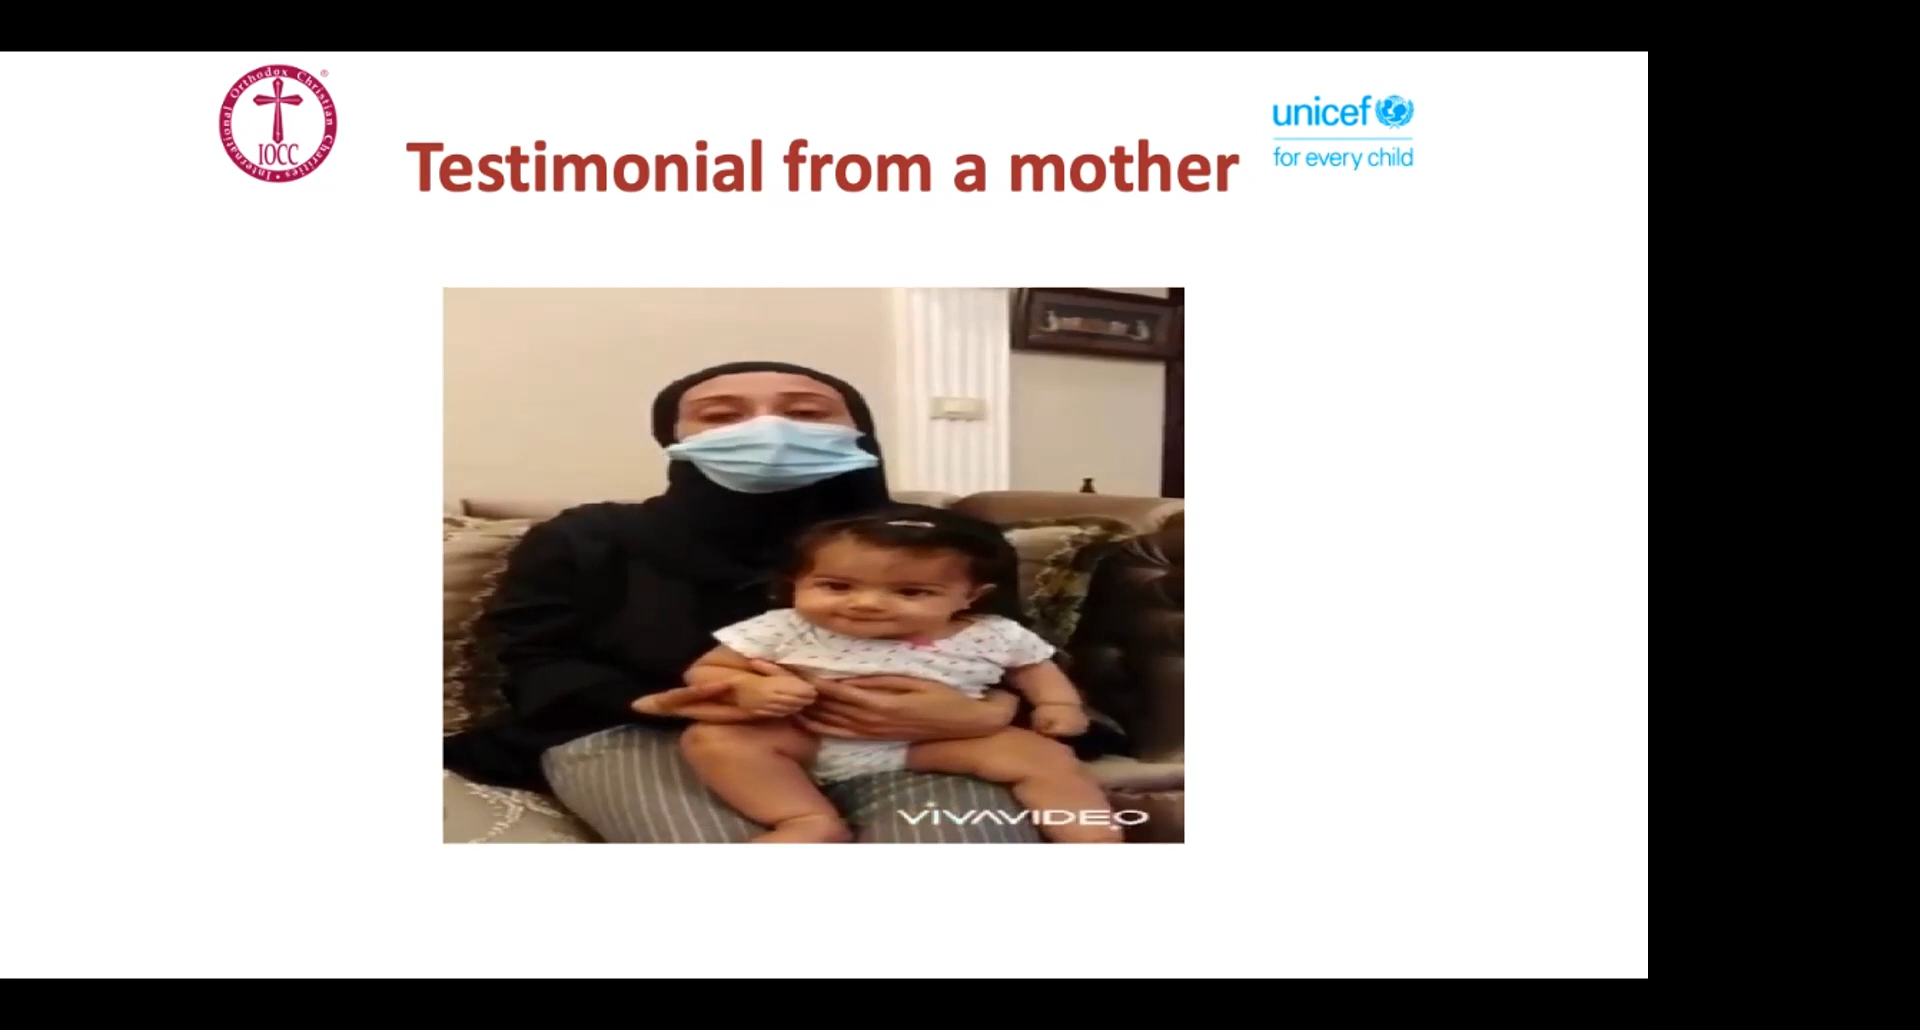 International Orthodox Christian Charities
®
IOCC
Testimonial from a mother
unicef
for every child
VIVAVIDEO